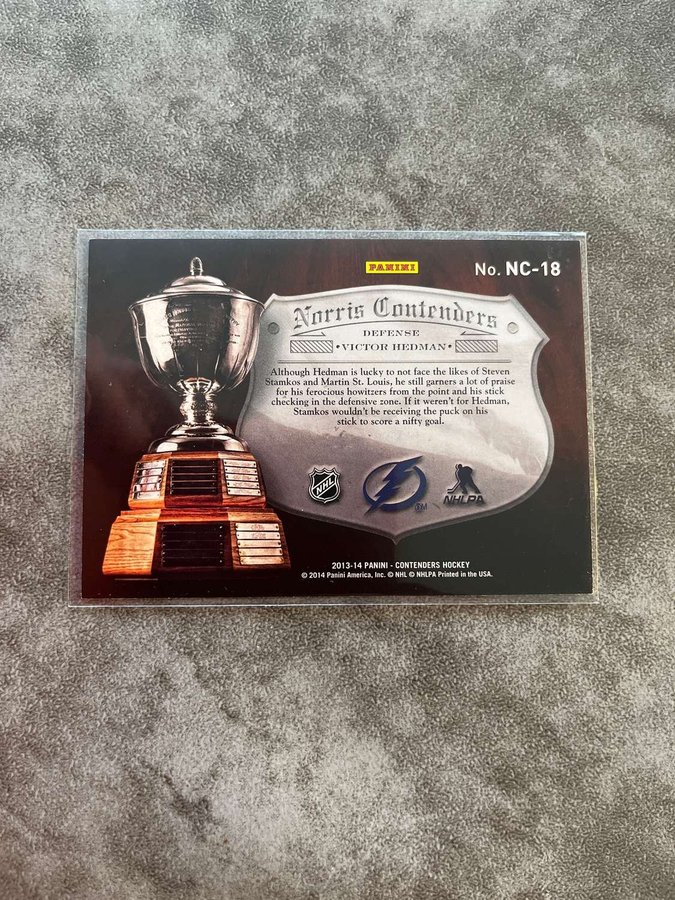 PANINI
No. NC-18
Norris Contenders
DEFENSE
•VICTOR HEDMAN•
Although Hedman is lucky to not face the likes of Steven
Stamkos and Martin St. Louis, he still garners a lot of praise
for his ferocious howitzers from the point and his stick
checking in the defensive zone. If it weren't for Hedman,
Stamkos wouldn't be receiving the puck on his
stick to score a nifty goal.
NHL
NHLPA
2013-14 PANINI - CONTENDERS HOCKEY
© 2014 Panini America, Inc. © NHL © NHLPA Printed in the USA.